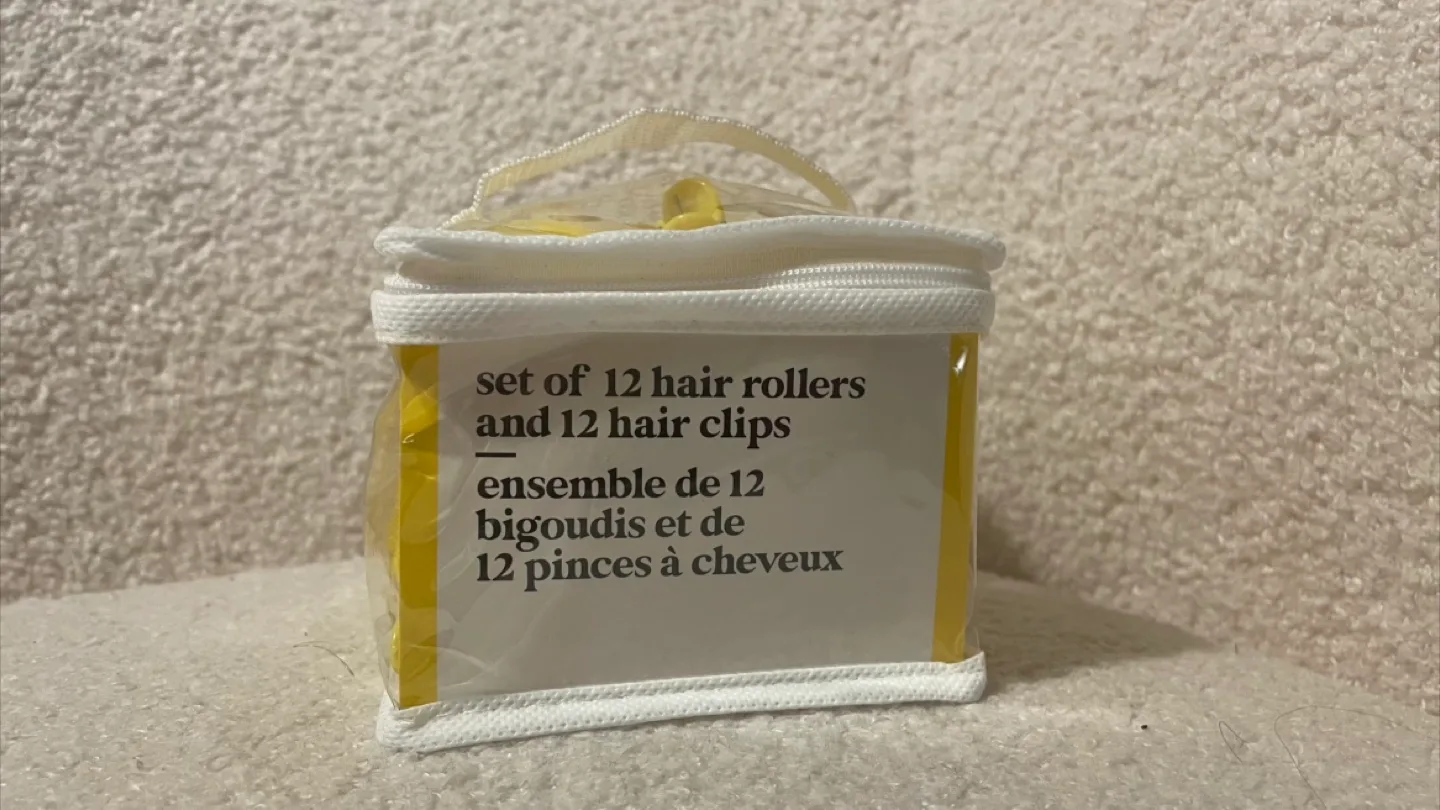 set of 12 hair rollers
and 12 hair clips
ensemble de 12
bigoudis et de
12 pinces à cheveux